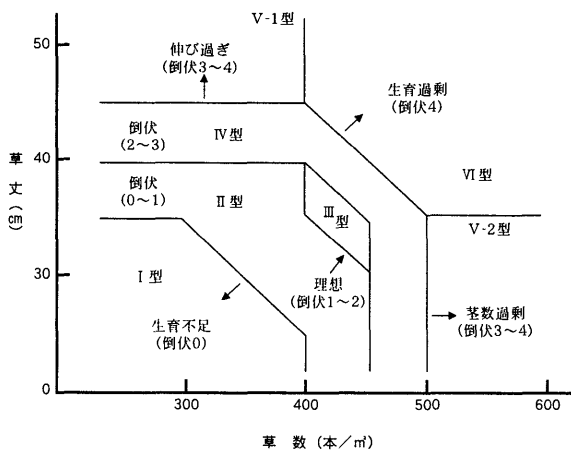 V-1型
50
伸び過ぎ
(倒伏3～4)
生育過剰
(倒伏4)
倒伏
(2～3)
Ⅳ型
40
草丈(㎝)
倒伏
(0～1)
Ⅱ型
Ⅲ型
Ⅵ型
V-2型
30
Ⅰ型
理想
(倒伏1～2)
生育不足
(倒伏0)
茎数過剰
(倒伏3～4)
0
300
400
500
600
草数(本／㎡)